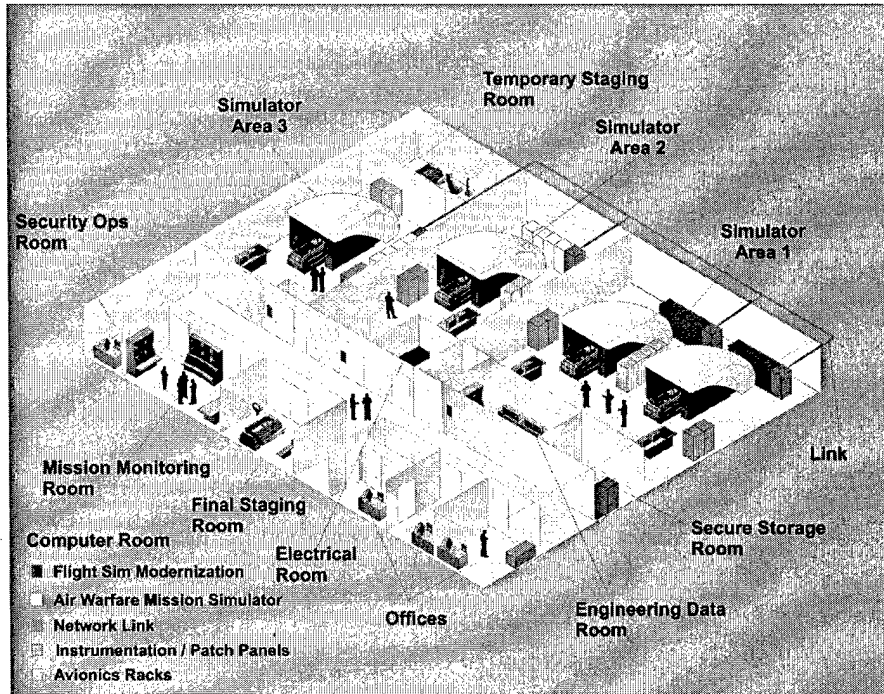 Temporary Staging
Room
Simulator
Area 3
Simulator
Area 2
Security Ops
Room
Simulator
Area 1
Mission Monitoring
Room
Final Staging
Room
Link
Computer Room
Electrical
Room
Secure Storage
Room
Flight Sim Modernization
Air Warfare Mission Simulator
Offices
Engineering Data
Room
Network Link
Instrumentation / Patch Panels
Avionics Racks